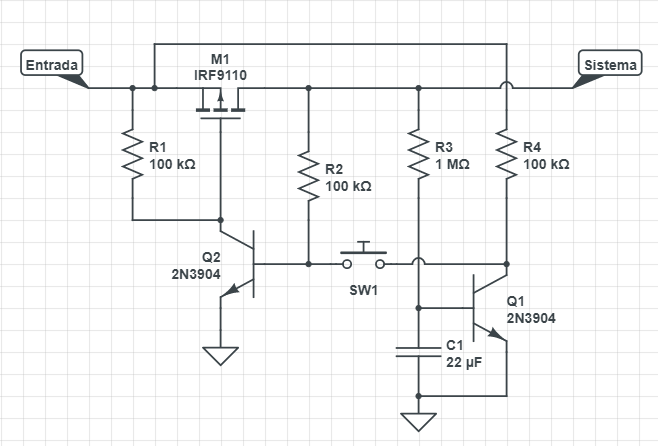 Entrada
M1
IRF9110
Sistema
R1
100 kΩ
R2
100 kΩ
R3
1 MΩ
R4
100 kΩ
Q2
2N3904
SW1
Q1
2N3904
C1
22 µF